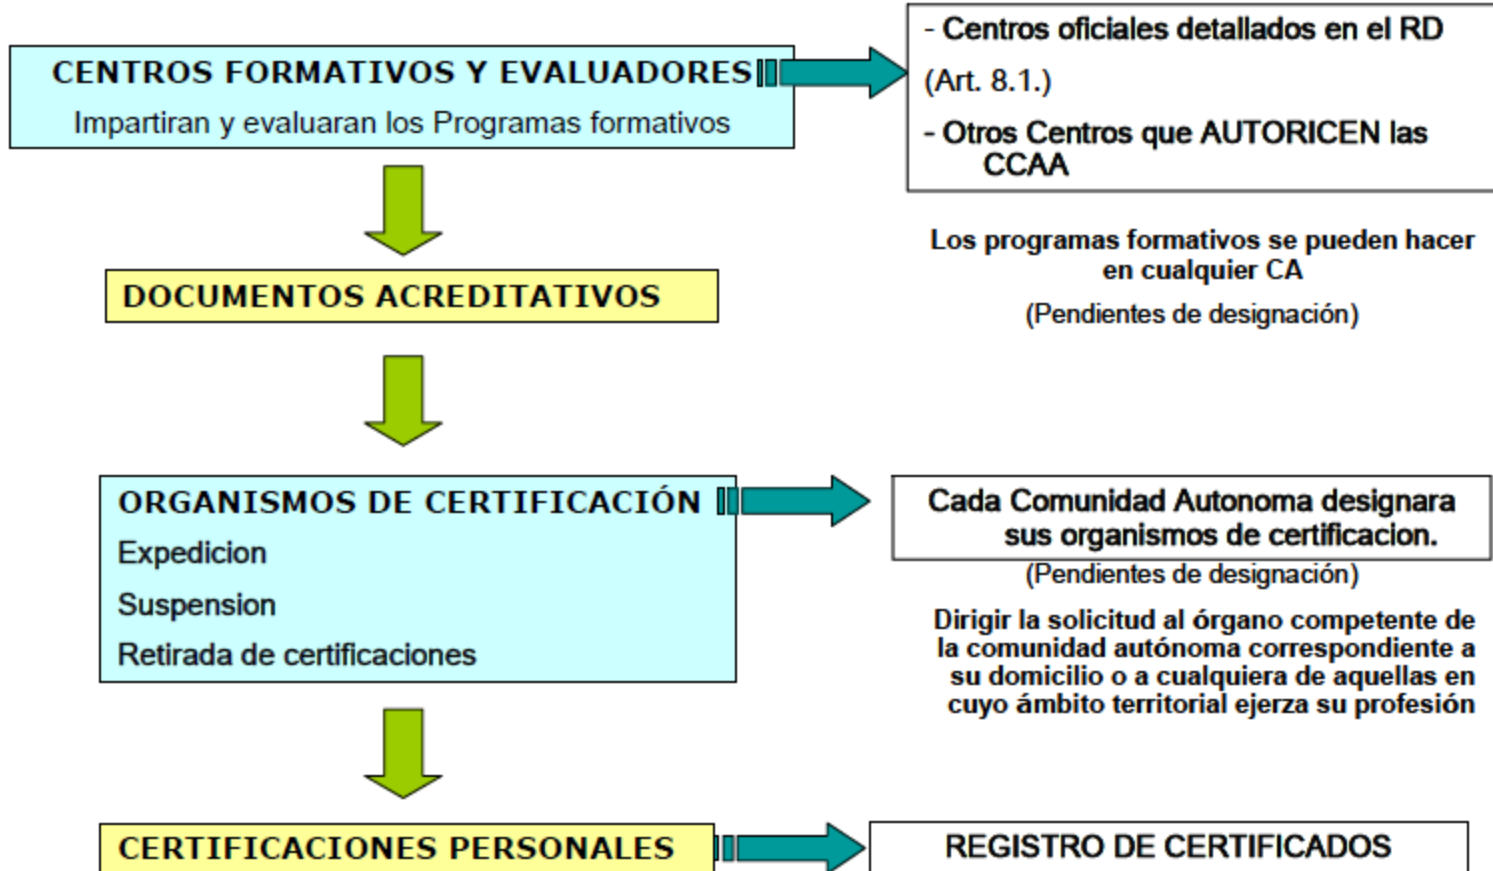 CENTROS FORMATIVOS Y EVALUADORES
Impartiran y evaluaran los Programas formativos
- Centros oficiales detallados en el RD
(Art. 8.1.)
- Otros Centros que AUTORICEN las
CCAA
Los programas formativos se pueden hacer
en cualquier CA
(Pendientes de designación)
DOCUMENTOS ACREDITATIVOS
ORGANISMOS DE CERTIFICACIÓN
Expedicion
Suspension
Retirada de certificaciones
Cada Comunidad Autonoma designara
sus organismos de certificacion.
(Pendientes de designación)
Dirigir la solicitud al órgano competente de
la comunidad autónoma correspondiente a
su domicilio o a cualquiera de aquellas en
cuyo ámbito territorial ejerza su profesión
CERTIFICACIONES PERSONALES
REGISTRO DE CERTIFICADOS